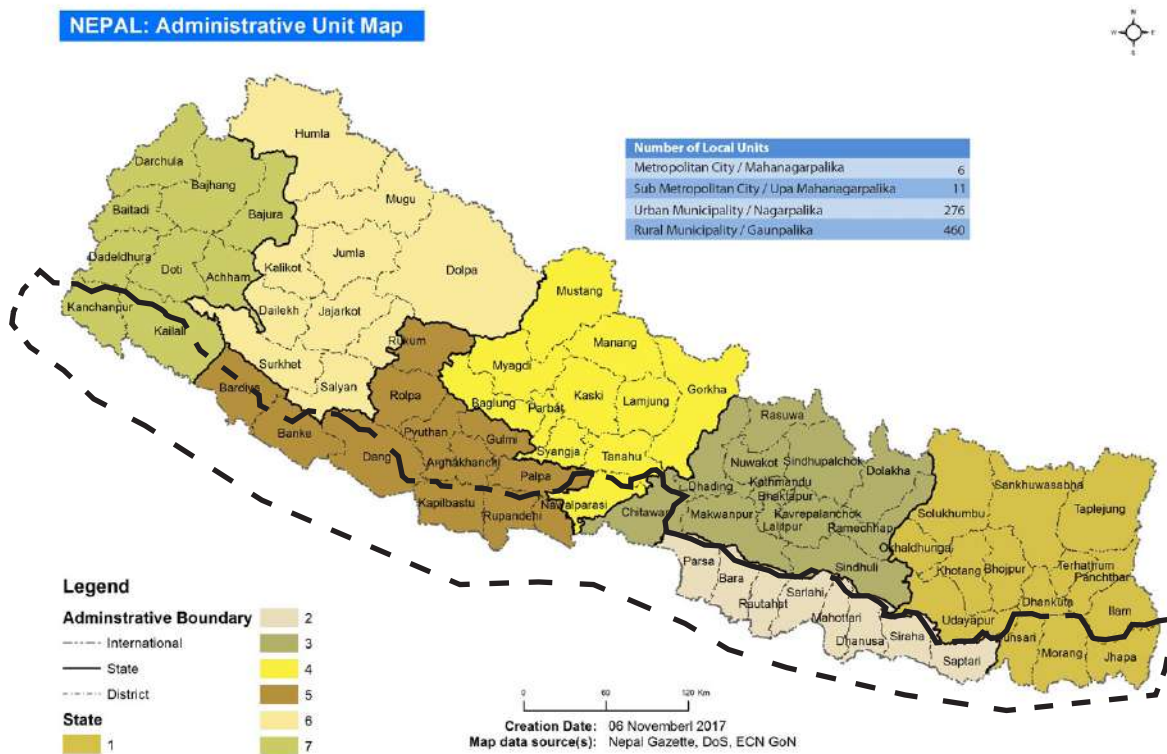 NEPAL: Administrative Unit Map
N
W E
S
Number of Local Units
Metropolitan City / Mahanagarpalika 6
Sub Metropolitan City / Upa Mahanagarpalika 11
Urban Municipality / Nagarpalika 276
Rural Municipality / Gaunpalika 460
Humla
Darchula
Bajhang
Mugu
Baitadi
Bajura
Dadeldhura
Doti
Achham
Kalikot
Jumla
Dolpa
Kanchanpur
Kailali
Dailekh
Jajarkot
Mustang
Rukum
Manang
Surkhet
Salyan
Myagdi
Bardiya
Rolpa
Baglung
Parbat
Kaski
Lamjung
Gorkha
Banke
Pyuthan
Gulmi
Syangja
Tanahu
Rasuwa
Dang
Arghakhanchi
Palpa
Nuwakot
Sindhupalchok
Dolakha
Dhading
Kathmandu
Bhaktapur
Kapilbastu
Rupandehi
Nawalparasi
Chitawan
Makwanpur
Kavrepalanchok
Lalitpur
Ramechhap
Sankhuwasabha
Taplejung
Solukhumbu
Okhaldhunga
Sindhuli
Khotang
Bhojpur
Terhathum
Panchthar
Parsa
Bara
Rautahat
Sarlahi
Mahottari
Dhanusa
Siraha
Saptari
Udayapur
Dhankuta
Ilam
Morang
Jhapa
Legend
Adminstrative Boundary
International
State
District
State
1
2
3
4
5
6
7
0 60 120 Km
Creation Date: 06 Novemberl 2017
Map data source(s): Nepal Gazette, DoS, ECN GoN